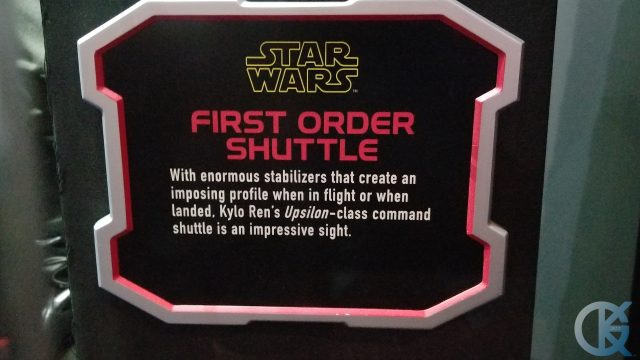 STAR
WARS
FIRST ORDER
SHUTTLE
With enormous stabilizers that create an
imposing profile when in flight or when
landed, Kylo Ren's Upsilon-class command
shuttle is an impressive sight.